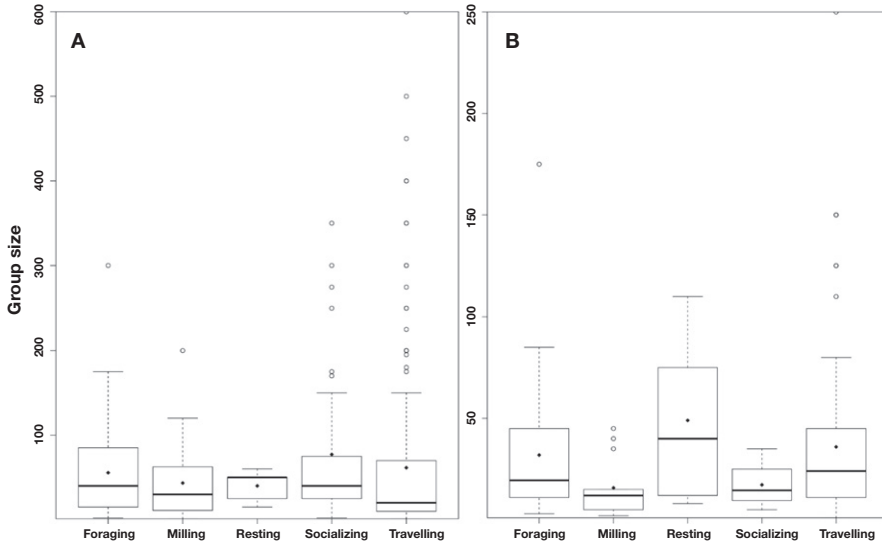 A
B
Group size
600
500
400
300
200
100
250
200
150
100
50
Foraging Milling Resting Socializing Travelling
Foraging Milling Resting Socializing Travelling